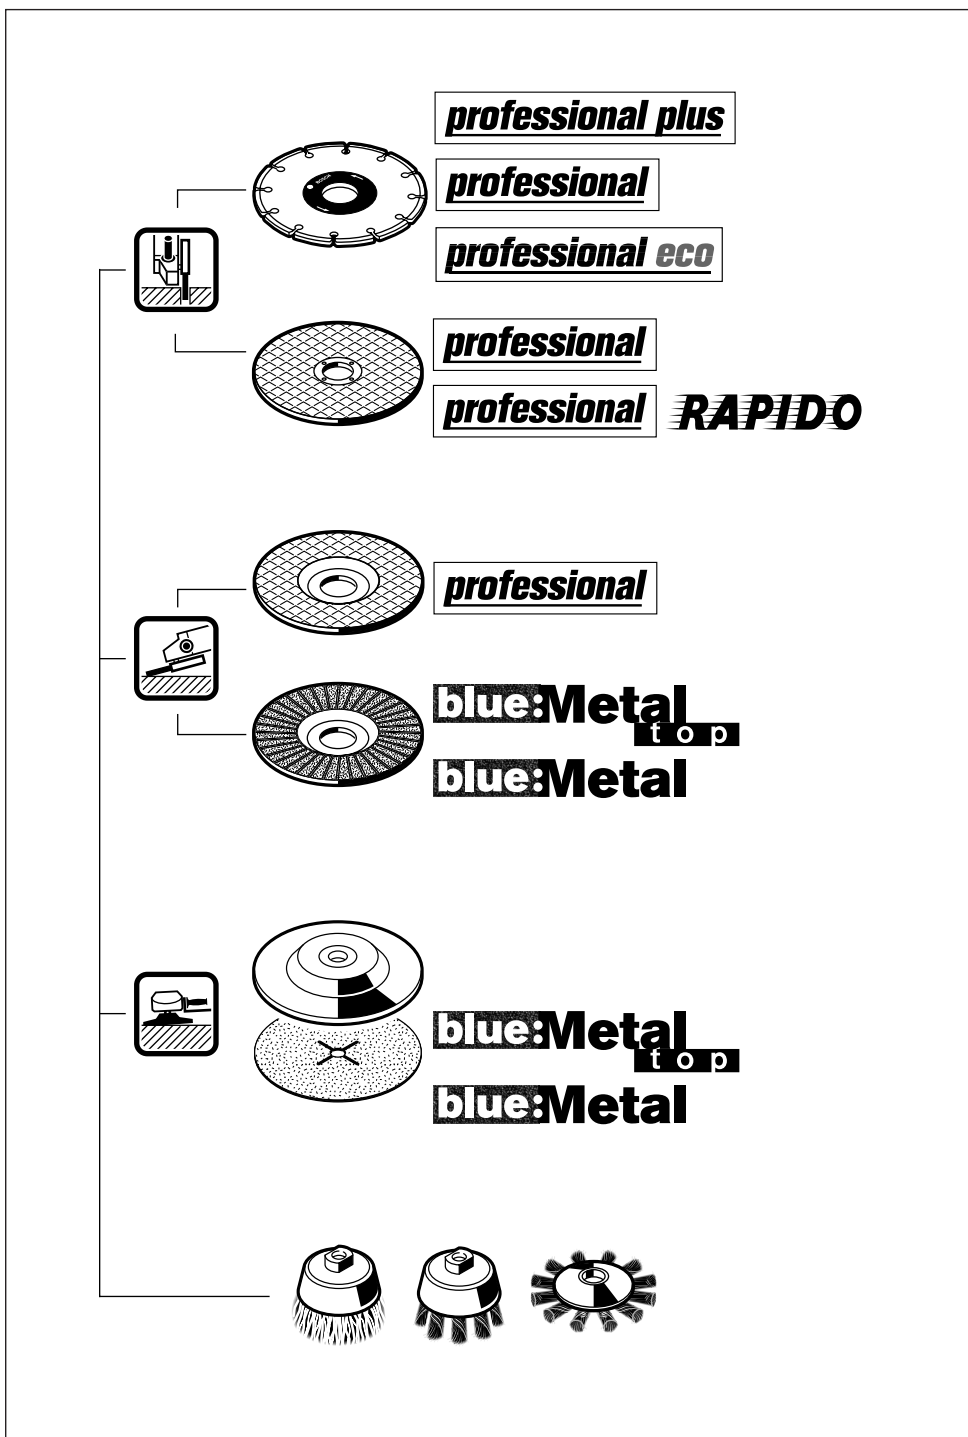 professional plus
BOSCH
professional
professional eco
professional
professional RAPIDO
professional
blue:Metal
top
blue:Metal
blue:Metal
top
blue:Metal